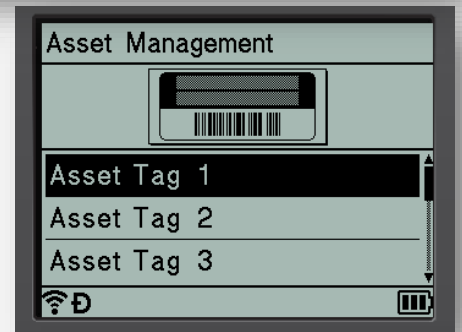 Asset Management
Asset Tag 1
Asset Tag 2
Asset Tag 3
Đ